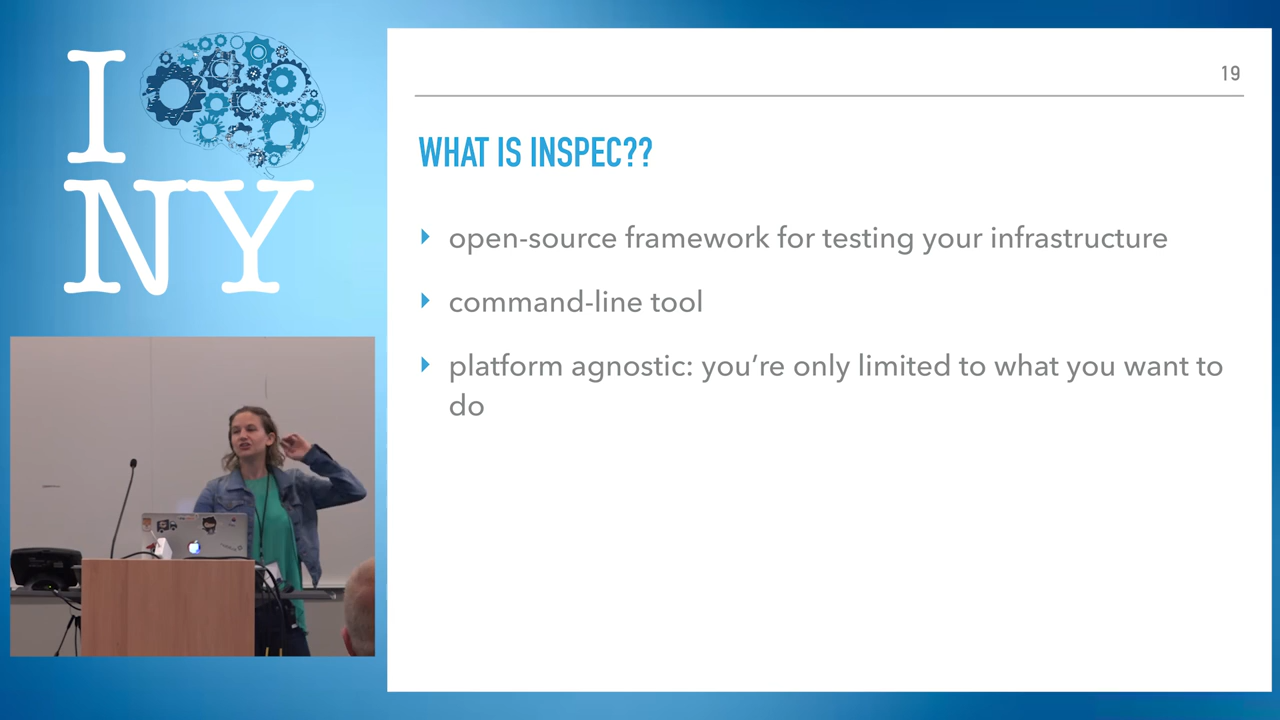 I
NY
19
WHAT IS INSPEC??
open-source framework for testing your infrastructure
command-line tool
platform agnostic: you’re only limited to what you want to
do